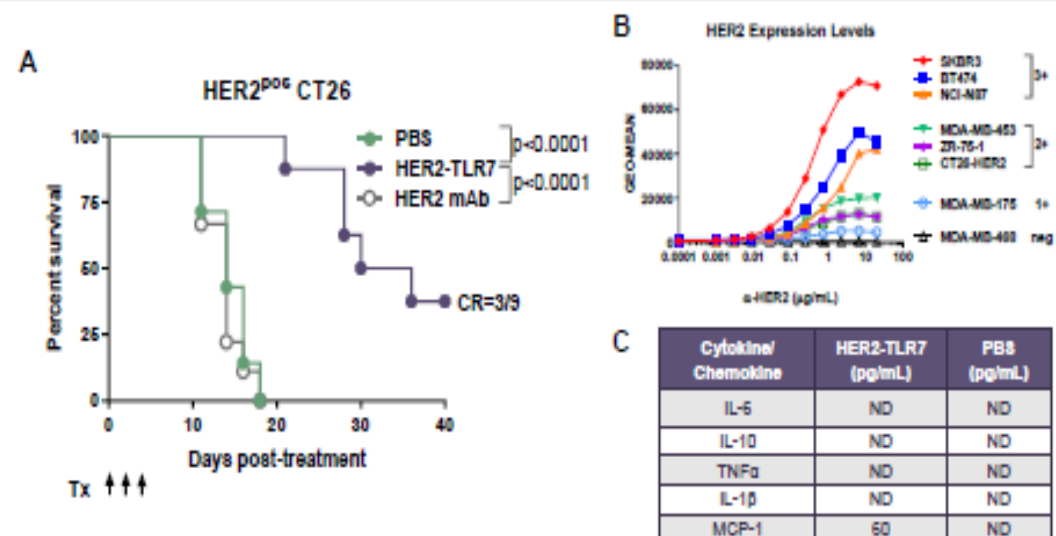 A
HER2pos CT26
PBS
HER2-TLR7
HER2 mAb
p<0.0001
p<0.0001
CR=3/9
Percent survival
100
75
50
25
0
0 10 20 30 40
Days post-treatment
Tx
B
HER2 Expression Levels
GEO-MEAN
80000
60000
40000
20000
0
0.0001 0.001 0.01 0.1 1 10 100
α-HER2 (µg/mL)
SKBR3
BT474
NCI-N87
3+
MDA-MB-453
ZR-75-1
CT26-HER2
2+
MDA-MB-175 1+
MDA-MB-468 neg
C
Cytokine/ Chemokine HER2-TLR7 (pg/mL) PBS (pg/mL)
IL-6 ND ND
IL-10 ND ND
TNFα ND ND
IL-1β ND ND
MCP-1 60 ND